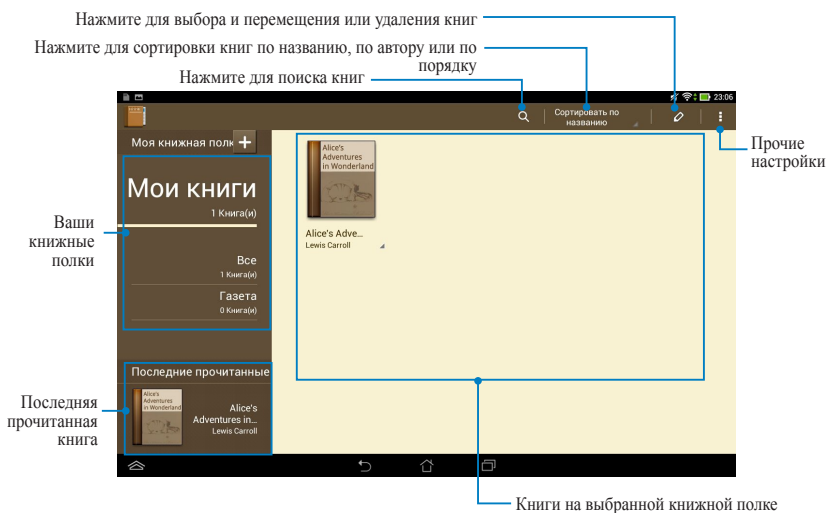 Нажмите для выбора и перемещения или удаления книг
Нажмите для сортировки книг по названию, по автору или по
порядку
Нажмите для поиска книг
23:06
Сортировать по
названию
Прочие
настройки
Моя книжная полк
Мои книги
1 Книга(и)
Все
1 Книга(и)
Газета
0 Книга(и)
Ваши
книжные
полки
Alice's
Adventures
in Wonderland
Alice's Adve...
Lewis Carroll
Последние прочитанные
Alice's
Adventures
in Wonderland
Alice's
Adventures in...
Lewis Carroll
Последняя
прочитанная
книга
Книги на выбранной книжной полке